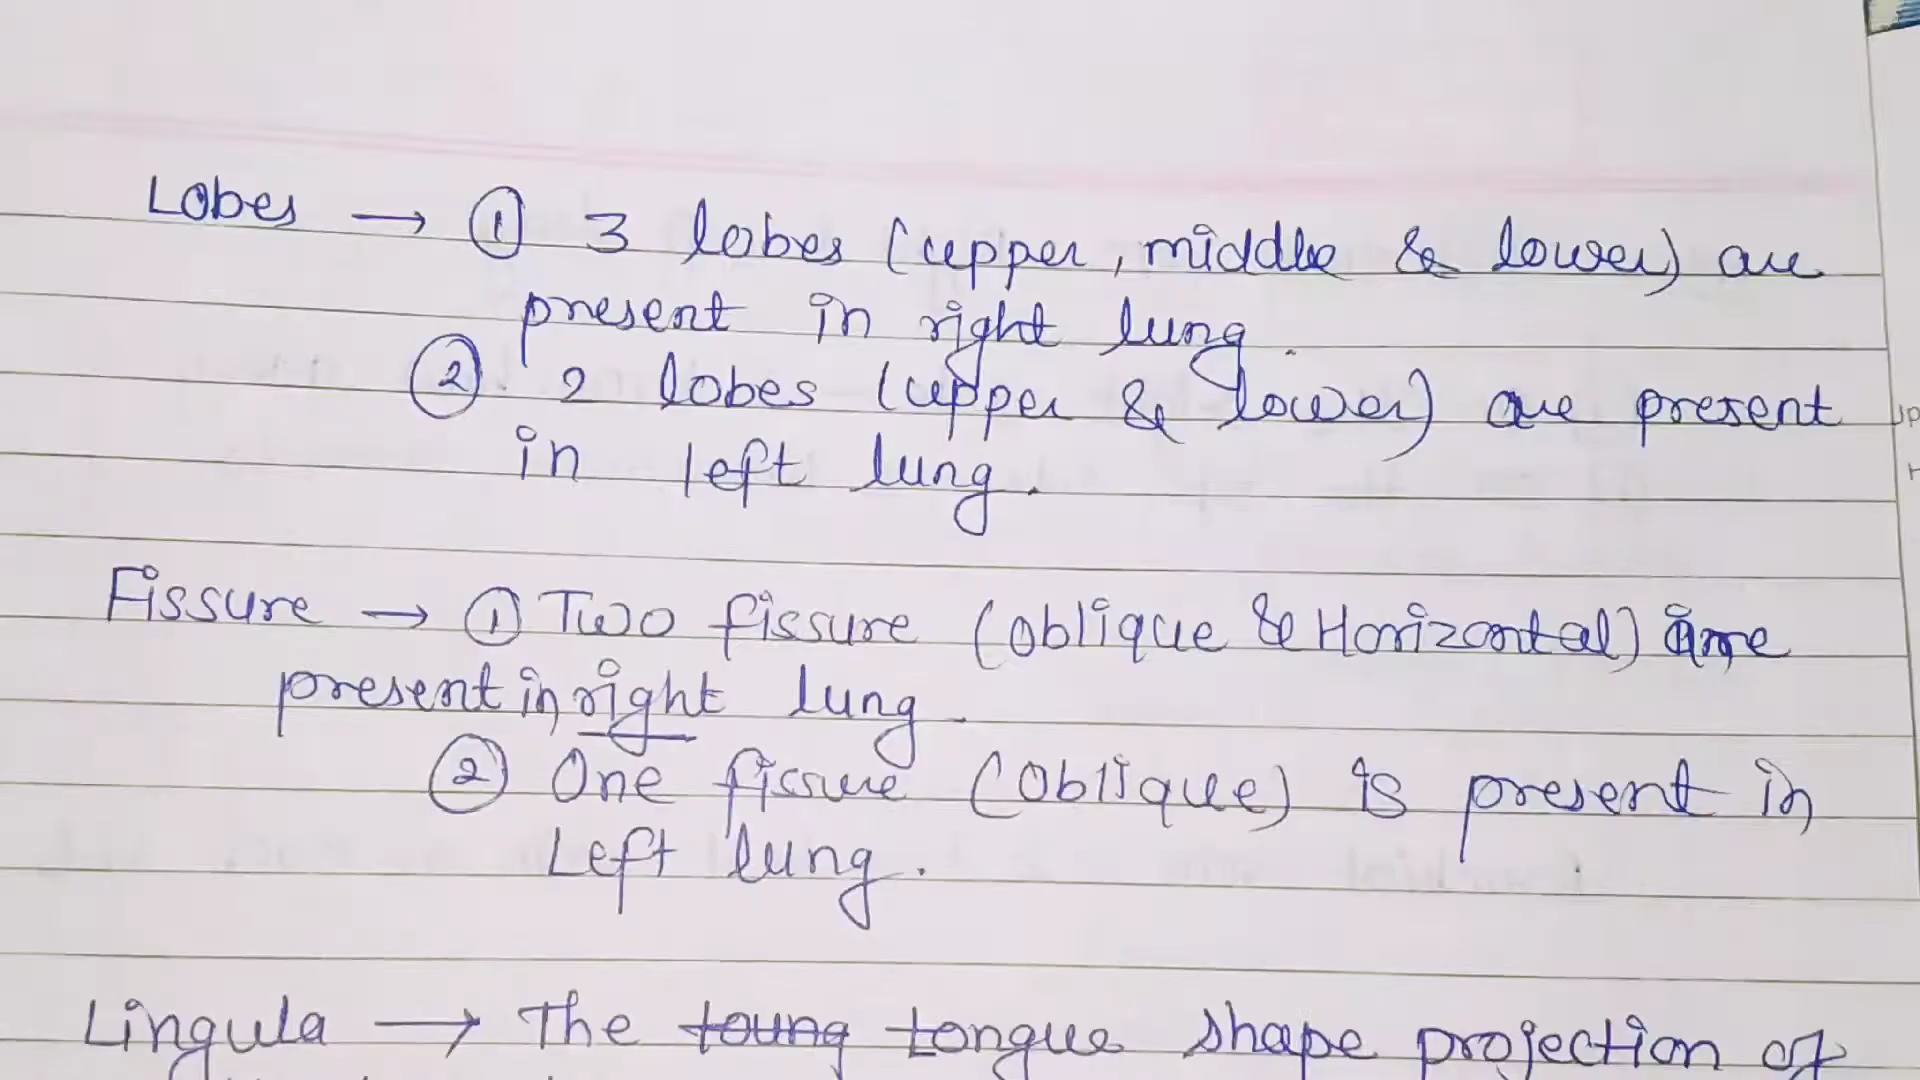 Lobes → ① 3 lobes (upper, middle & lower) are
present in right lung.
② 2 lobes (upper & lower) are present
in left lung.
Fissure → ① Two fissure (oblique & Horizontal) are
present in right lung.
② One fissure (Oblique) is present in
Left lung.
Lingula → The young tongue shape projection of